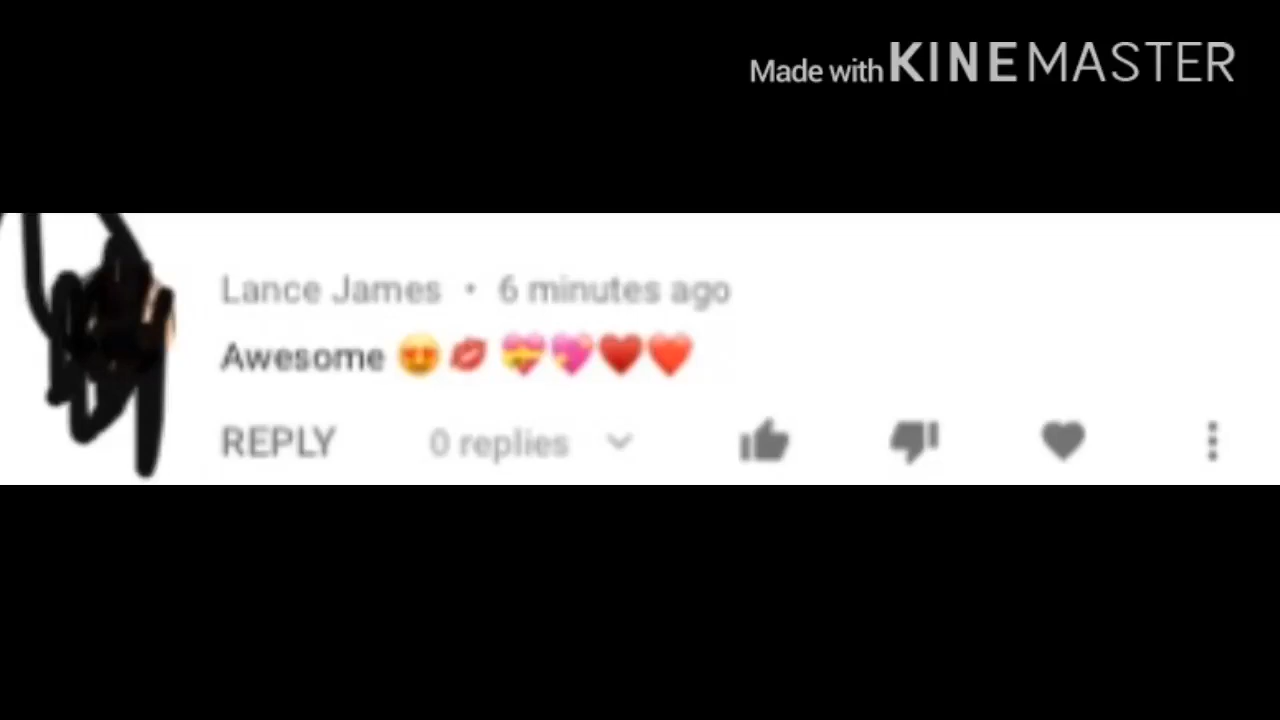 Made with KINEMASTER
Lance James • 6 minutes ago
Awesome 😍💋 💝💖❤️❤️
REPLY 0 replies